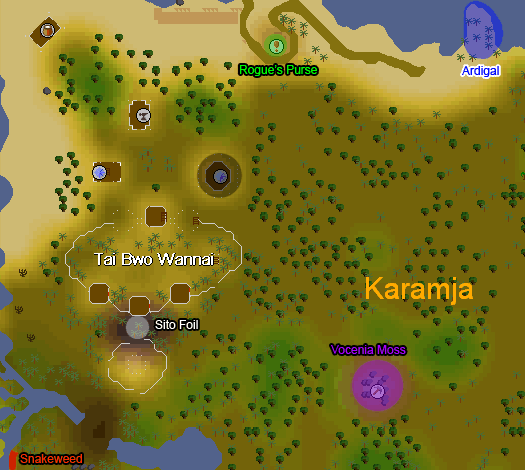 Rogue's Purse
Ardigal
Tai Bwo Wannai
Karamja
Sito Foil
Vocenia Moss
Snakeweed